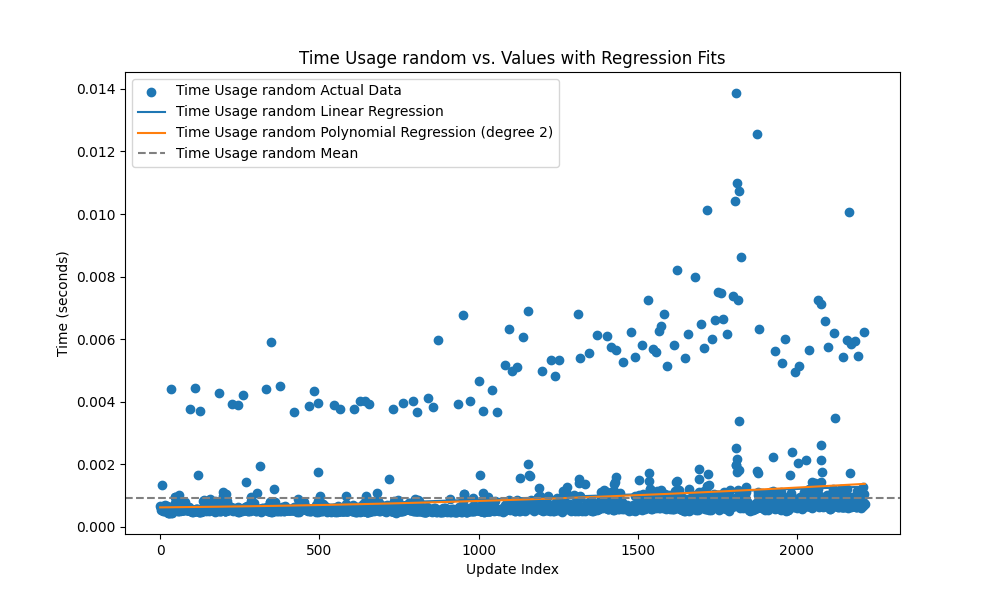 Time Usage random vs. Values with Regression Fits
Time Usage random Actual Data
Time Usage random Linear Regression
Time Usage random Polynomial Regression (degree 2)
Time Usage random Mean
Time (seconds)
0.014
0.012
0.010
0.008
0.006
0.004
0.002
0.000
0
500
1000
1500
2000
Update Index